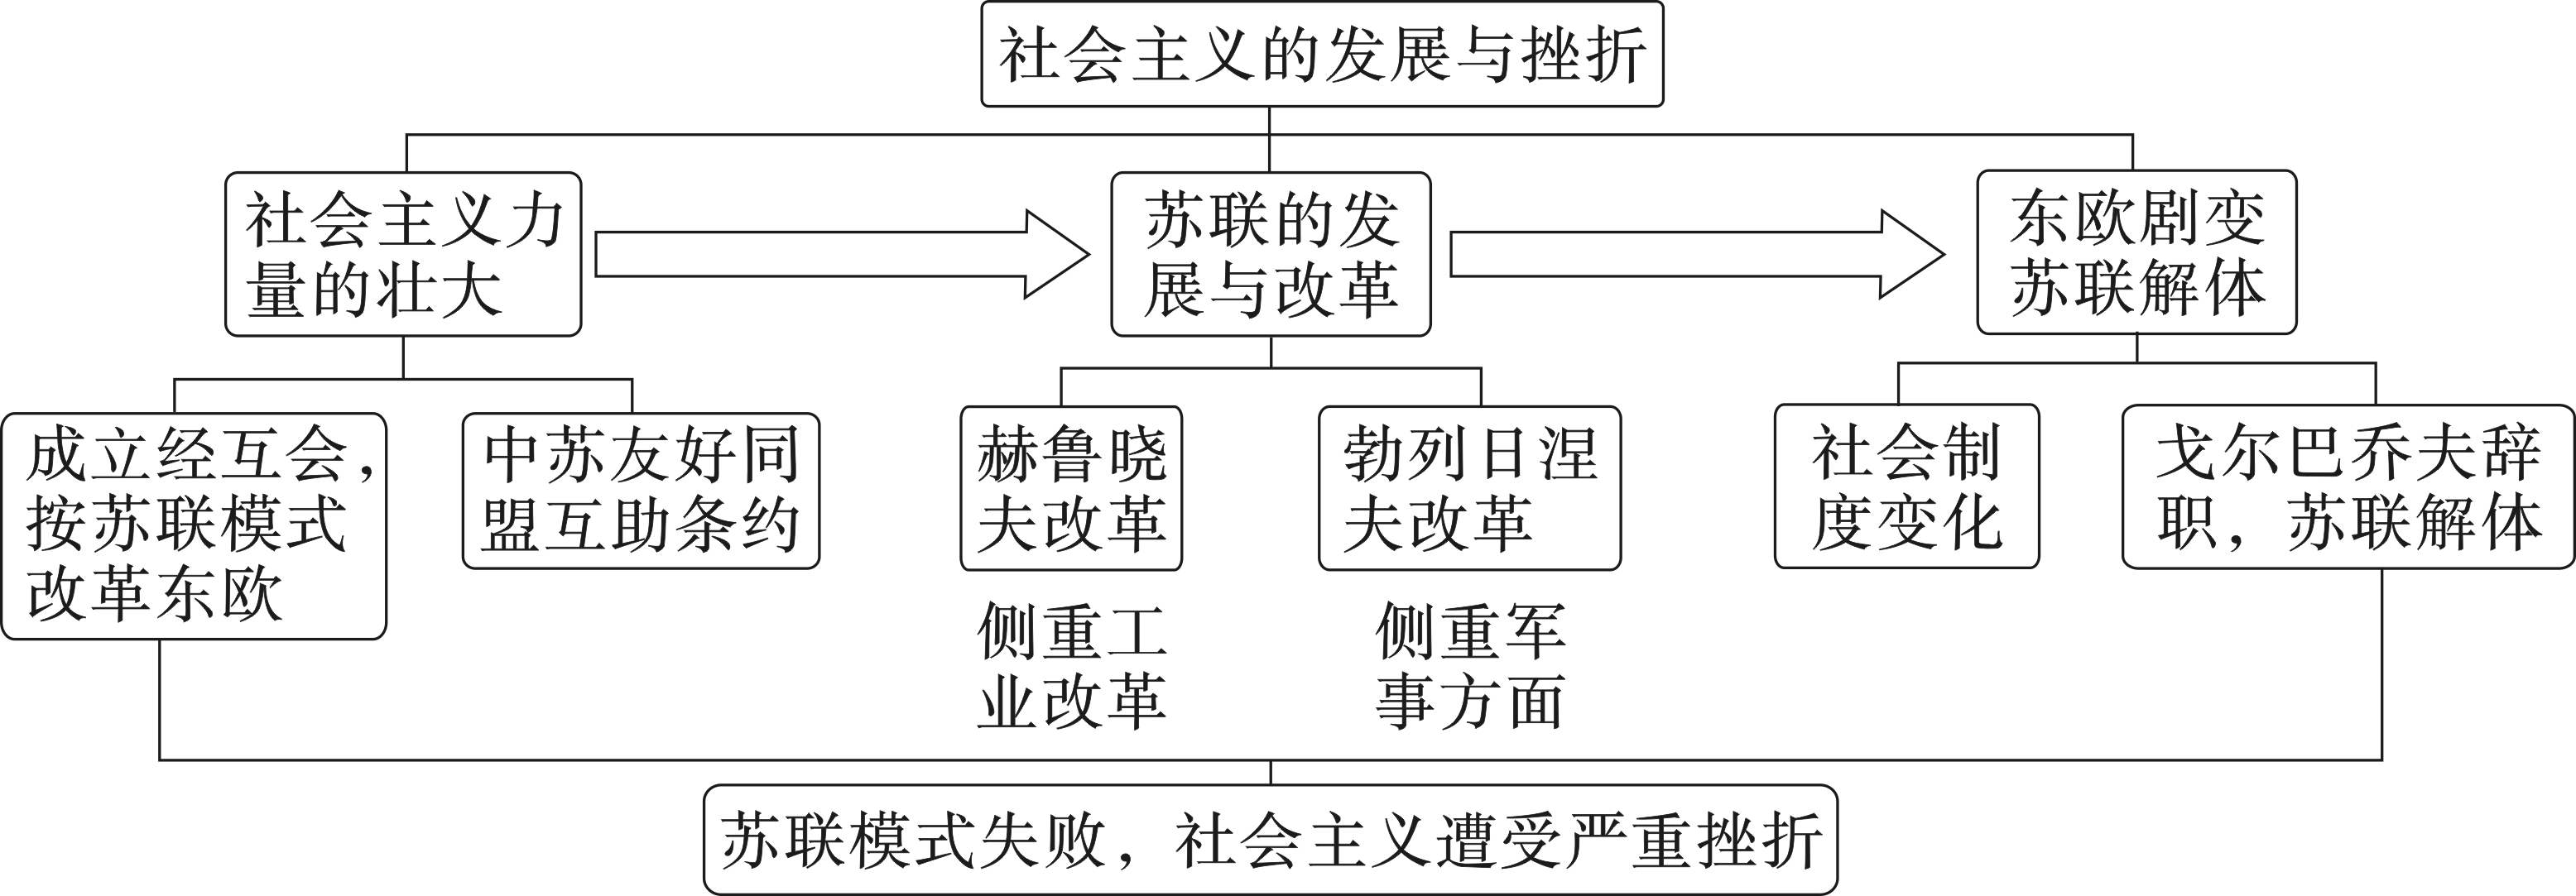 社会主义的发展与挫折
社会主义力
量的壮大
苏联的发
展与改革
东欧剧变
苏联解体
成立经互会，
按苏联模式
改革东欧
中苏友好同
盟互助条约
赫鲁晓
夫改革
勃列日涅
夫改革
社会制
度变化
戈尔巴乔夫辞
职，苏联解体
侧重工
业改革
侧重军
事方面
苏联模式失败，社会主义遭受严重挫折